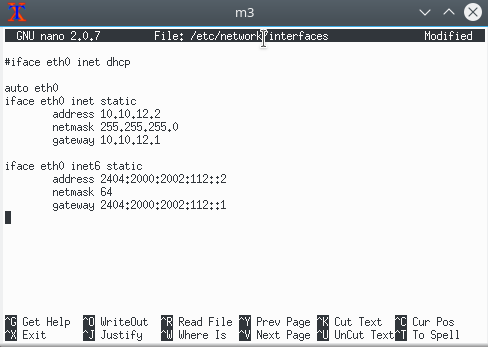 m3
GNU nano 2.0.7 File: /etc/network/interfaces Modified
#iface eth0 inet dhcp
auto eth0
iface eth0 inet static
address 10.10.12.2
netmask 255.255.255.0
gateway 10.10.12.1
iface eth0 inet6 static
address 2404:2000:2002:112::2
netmask 64
gateway 2404:2000:2002:112::1
^G Get Help ^O WriteOut ^R Read File ^Y Prev Page ^K Cut Text ^C Cur Pos
^X Exit ^J Justify ^W Where Is ^V Next Page ^U UnCut Text ^T To Spell